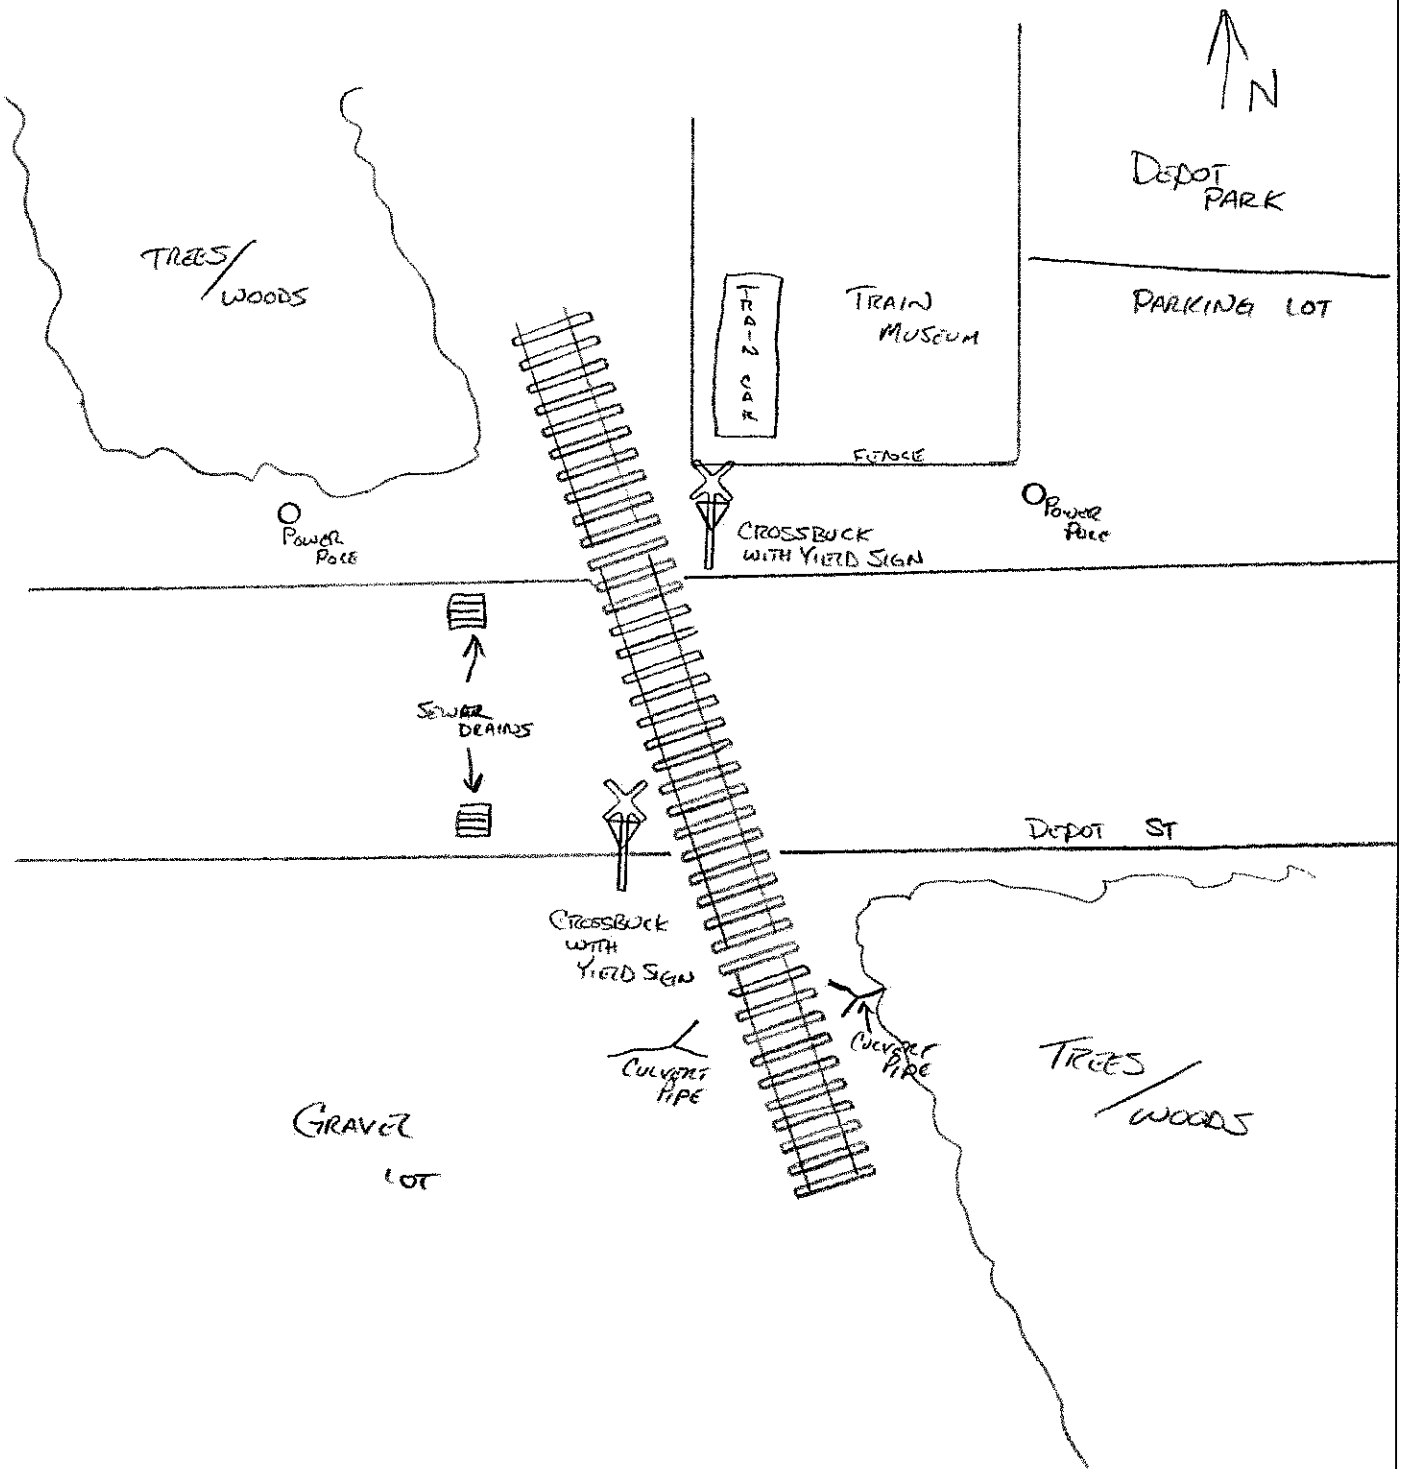 N
DEPOT
PARK
TREES/
WOODS
TRAIN
MUSEUM
PARKING LOT
TRAIN CAR
FENCE
POWER
POLE
CROSSBUCK
WITH YIELD SIGN
POWER
POLE
SEWER
DRAINS
DEPOT ST
CROSSBUCK
WITH
YIELD SIGN
CULVERT
PIPE
CULVERT
PIPE
TREES/
WOODS
GRAVEL
LOT